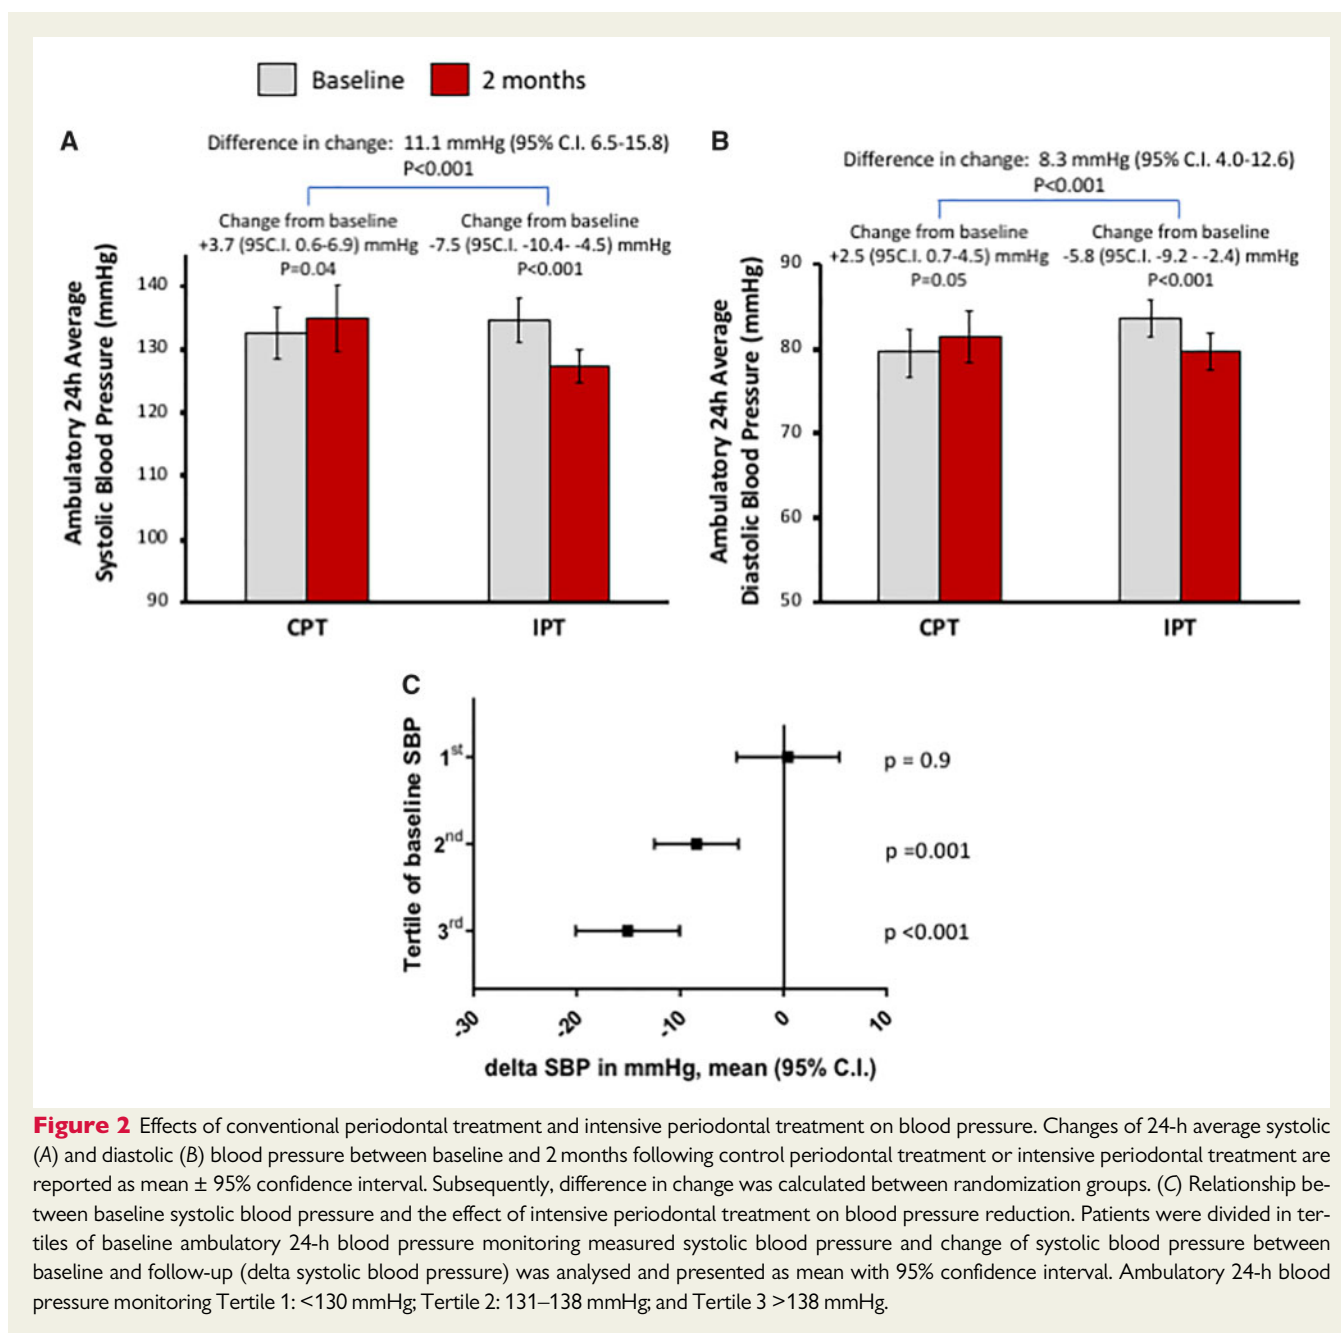 Baseline 2 months
A
Difference in change: 11.1 mmHg (95% C.I. 6.5-15.8)
P<0.001
Change from baseline
+3.7 (95C.I. 0.6-6.9) mmHg
P=0.04
Change from baseline
-7.5 (95C.I. -10.4- -4.5) mmHg
P<0.001
Ambulatory 24h Average
Systolic Blood Pressure (mmHg)
140
130
120
110
100
90
CPT IPT
B
Difference in change: 8.3 mmHg (95% C.I. 4.0-12.6)
P<0.001
Change from baseline
+2.5 (95C.I. 0.7-4.5) mmHg
P=0.05
Change from baseline
-5.8 (95C.I. -9.2 - -2.4) mmHg
P<0.001
Ambulatory 24h Average
Diastolic Blood Pressure (mmHg)
90
80
70
60
50
CPT IPT
C
Tertile of baseline SBP
1st p = 0.9
2nd p =0.001
3rd p <0.001
-30 -20 -10 0 10
delta SBP in mmHg, mean (95% C.I.)
Figure 2 Effects of conventional periodontal treatment and intensive periodontal treatment on blood pressure. Changes of 24-h average systolic
(A) and diastolic (B) blood pressure between baseline and 2 months following control periodontal treatment or intensive periodontal treatment are
reported as mean ± 95% confidence interval. Subsequently, difference in change was calculated between randomization groups. (C) Relationship be-
tween baseline systolic blood pressure and the effect of intensive periodontal treatment on blood pressure reduction. Patients were divided in ter-
tiles of baseline ambulatory 24-h blood pressure monitoring measured systolic blood pressure and change of systolic blood pressure between
baseline and follow-up (delta systolic blood pressure) was analysed and presented as mean with 95% confidence interval. Ambulatory 24-h blood
pressure monitoring Tertile 1: <130 mmHg; Tertile 2: 131–138 mmHg; and Tertile 3 >138 mmHg.